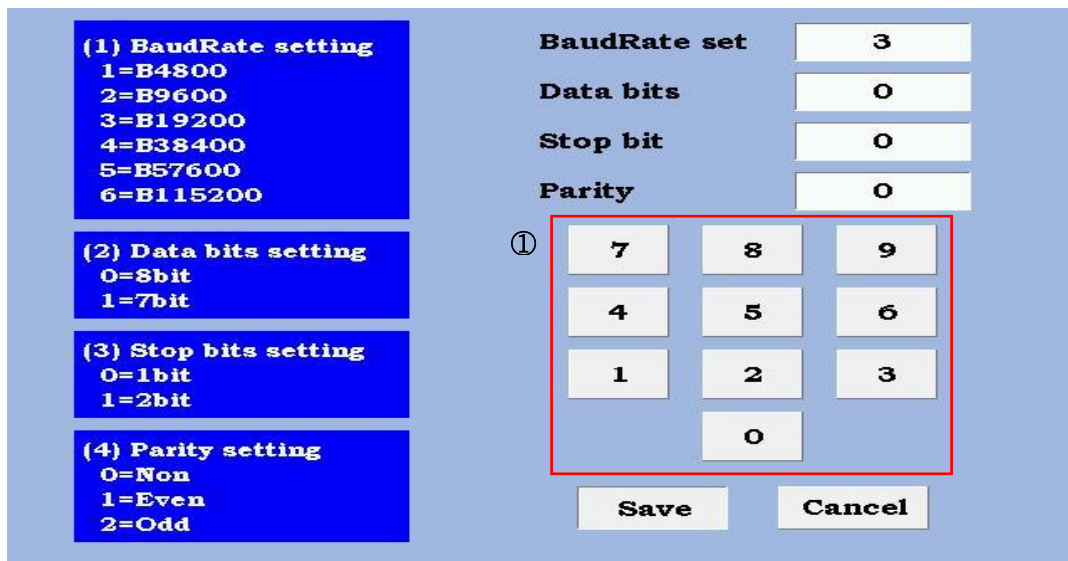 (1) BaudRate setting
1=B4800
2=B9600
3=B19200
4=B38400
5=B57600
6=B115200
(2) Data bits setting
0=8bit
1=7bit
(3) Stop bits setting
0=1bit
1=2bit
(4) Parity setting
0=Non
1=Even
2=Odd
BaudRate set 3
Data bits 0
Stop bit 0
Parity 0
①
7 8 9
4 5 6
1 2 3
0
Save Cancel